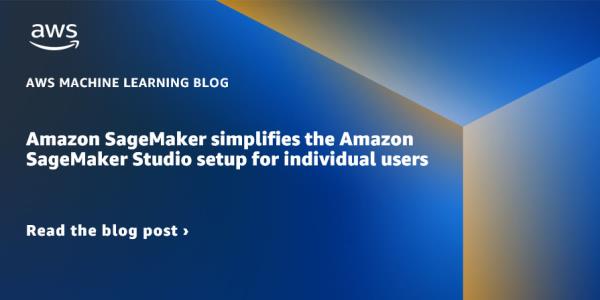 aws
AWS MACHINE LEARNING BLOG
Amazon SageMaker simplifies the Amazon
SageMaker Studio setup for individual users
Read the blog post ›